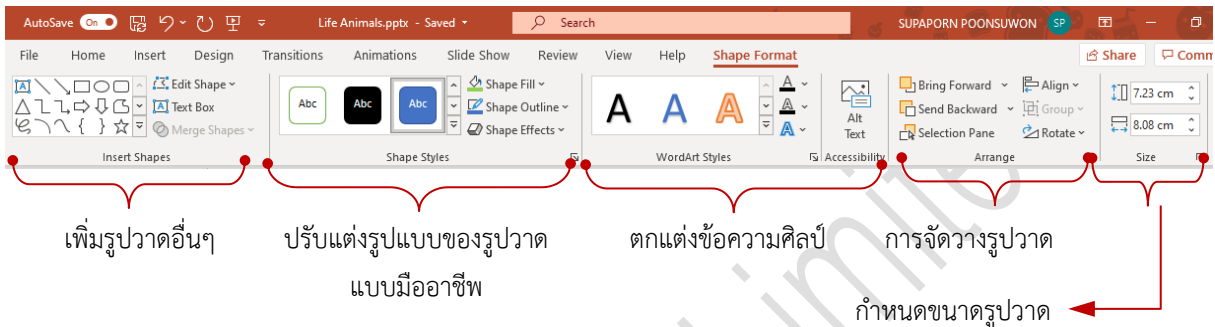 AutoSave On Life Animals.pptx - Saved Search SUPAPORN POONSUWON SP
File Home Insert Design Transitions Animations Slide Show Review View Help Shape Format Share Comm
Edit Shape Abc Abc Abc Shape Fill A A A A Bring Forward Align 7.23 cm
A Text Box Shape Outline A Alt Send Backward Group
Merge Shapes Shape Effects A Text Selection Pane Rotate 8.08 cm
Insert Shapes Shape Styles WordArt Styles Accessibility Arrange Size
เพิ่มรูปวาดอื่นๆ ปรับแต่งรูปแบบของรูปวาด ตกแต่งข้อความศิลป์ การจัดวางรูปวาด
แบบมืออาชีพ
กำหนดขนาดรูปวาด